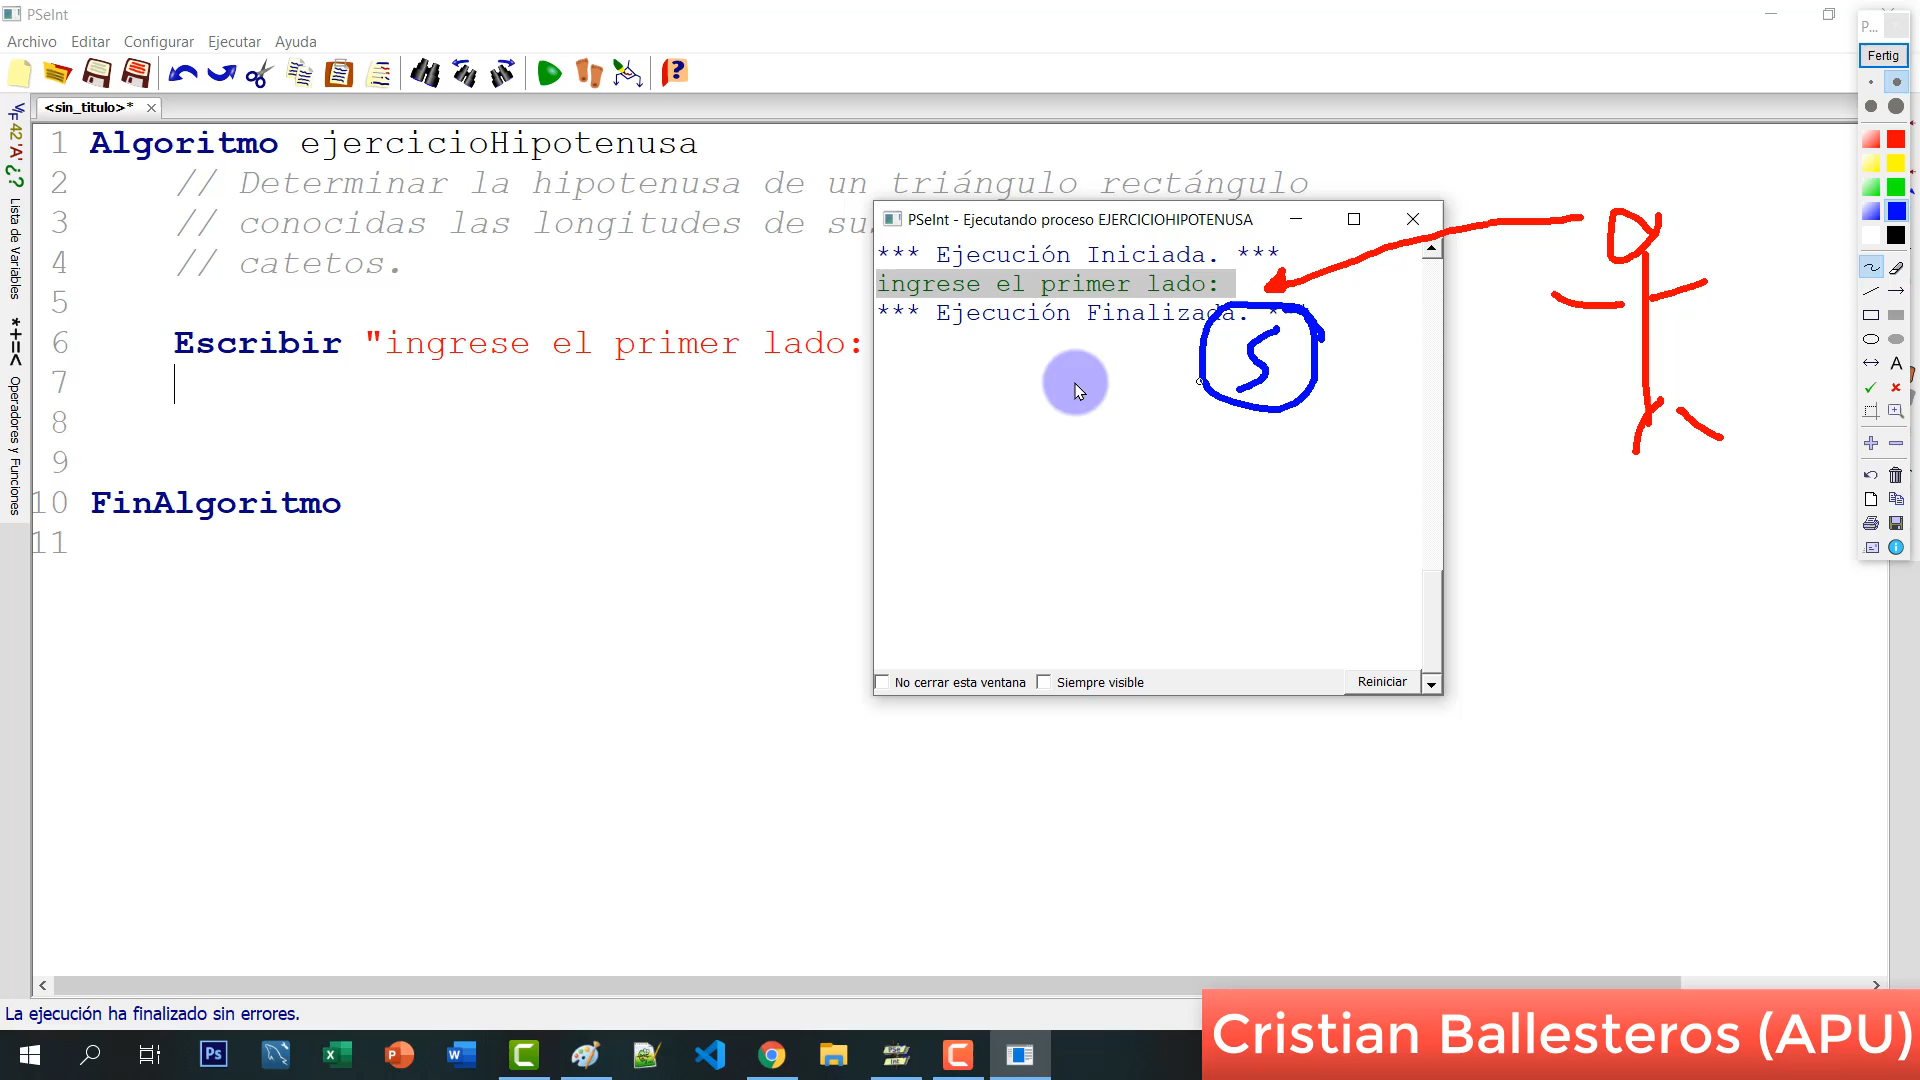 PSeInt
Archivo Editar Configurar Ejecutar Ayuda
<sin_titulo>*
1 Algoritmo ejercicioHipotenusa
2 // Determinar la hipotenusa de un triángulo rectángulo
3 // conocidas las longitudes de sus
4 // catetos.
5
6 Escribir "ingrese el primer lado:
7
8
9
10 FinAlgoritmo
11
Lista de Variables
*+=<
Operadores y Funciones
PSeInt - Ejecutando proceso EJERCICIOHIPOTENUSA
*** Ejecución Iniciada. ***
ingrese el primer lado:
*** Ejecución Finalizada. *
5
No cerrar esta ventana Siempre visible Reiniciar
P...
Fertig
A
La ejecución ha finalizado sin errores.
Cristian Ballesteros (APU)